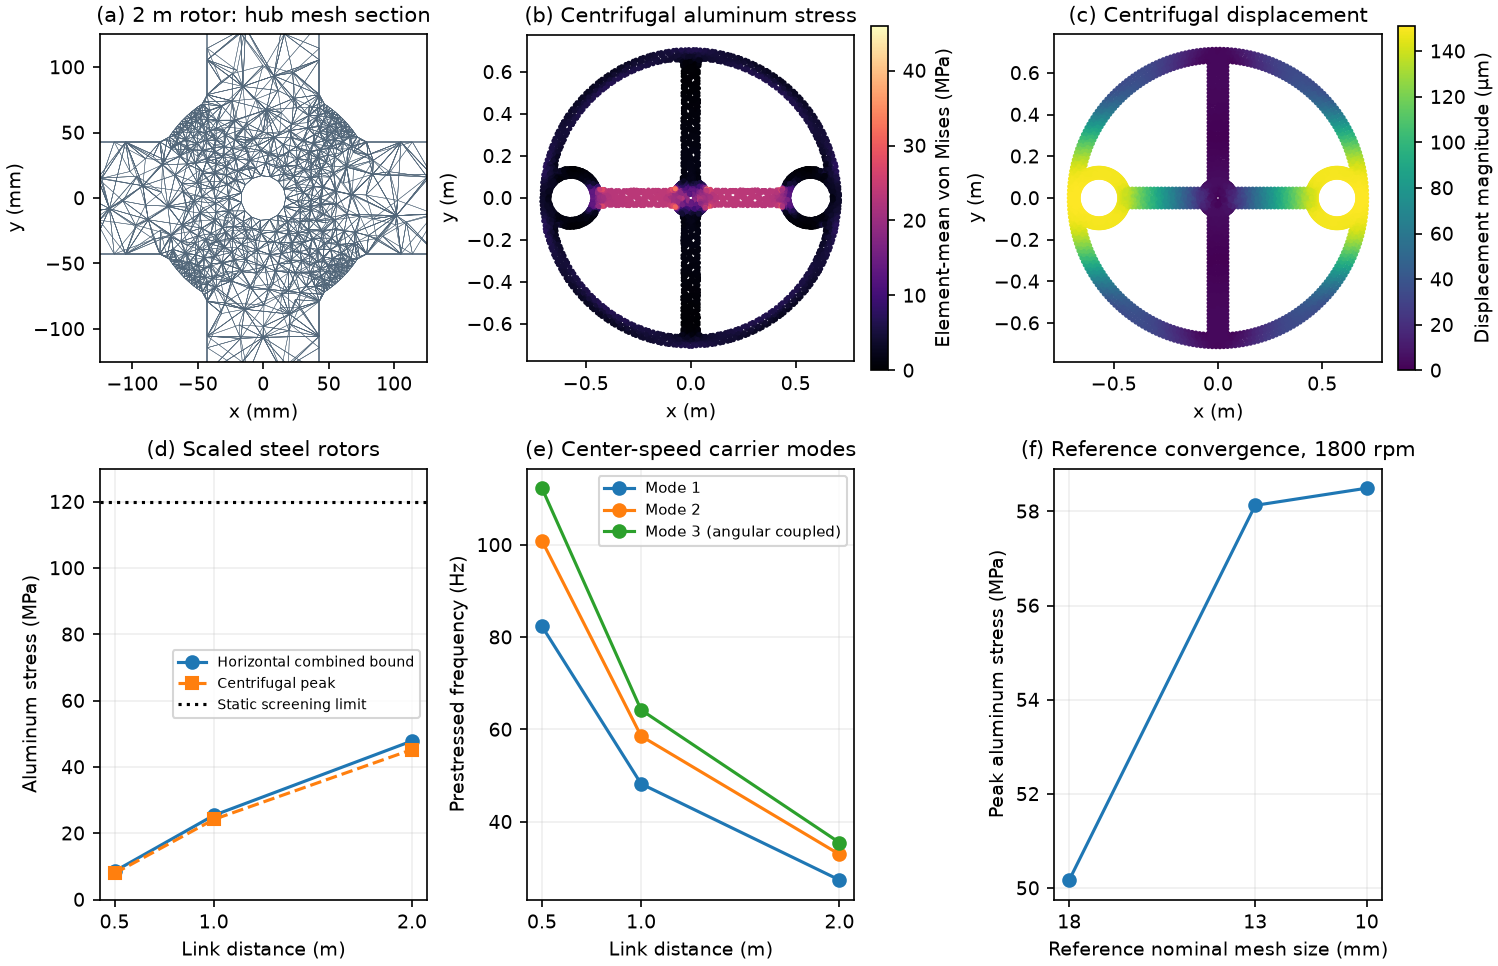 (a) 2 m rotor: hub mesh section
y (mm)
100
50
0
−50
−100
−100
−50
0
50
100
x (mm)
(b) Centrifugal aluminum stress
y (m)
0.6
0.4
0.2
0.0
−0.2
−0.4
−0.6
−0.5
0.0
0.5
x (m)
40
30
20
10
0
Element-mean von Mises (MPa)
(c) Centrifugal displacement
y (m)
0.6
0.4
0.2
0.0
−0.2
−0.4
−0.6
−0.5
0.0
0.5
x (m)
140
120
100
80
60
40
20
0
Displacement magnitude (μm)
(d) Scaled steel rotors
Aluminum stress (MPa)
120
100
80
60
40
20
0
Horizontal combined bound
Centrifugal peak
Static screening limit
0.5
1.0
2.0
Link distance (m)
(e) Center-speed carrier modes
Prestressed frequency (Hz)
100
80
60
40
Mode 1
Mode 2
Mode 3 (angular coupled)
0.5
1.0
2.0
Link distance (m)
(f) Reference convergence, 1800 rpm
Peak aluminum stress (MPa)
58
56
54
52
50
18
13
10
Reference nominal mesh size (mm)